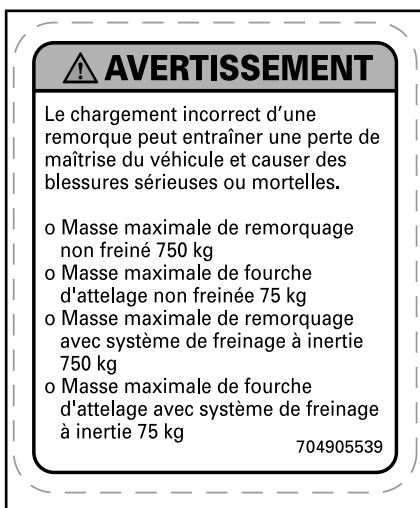 ⚠ AVERTISSEMENT
Le chargement incorrect d'une
remorque peut entraîner une perte de
maîtrise du véhicule et causer des
blessures sérieuses ou mortelles.
o Masse maximale de remorquage
non freiné 750 kg
o Masse maximale de fourche
d'attelage non freinée 75 kg
o Masse maximale de remorquage
avec système de freinage à inertie
750 kg
o Masse maximale de fourche
d'attelage avec système de freinage
à inertie 75 kg
704905539